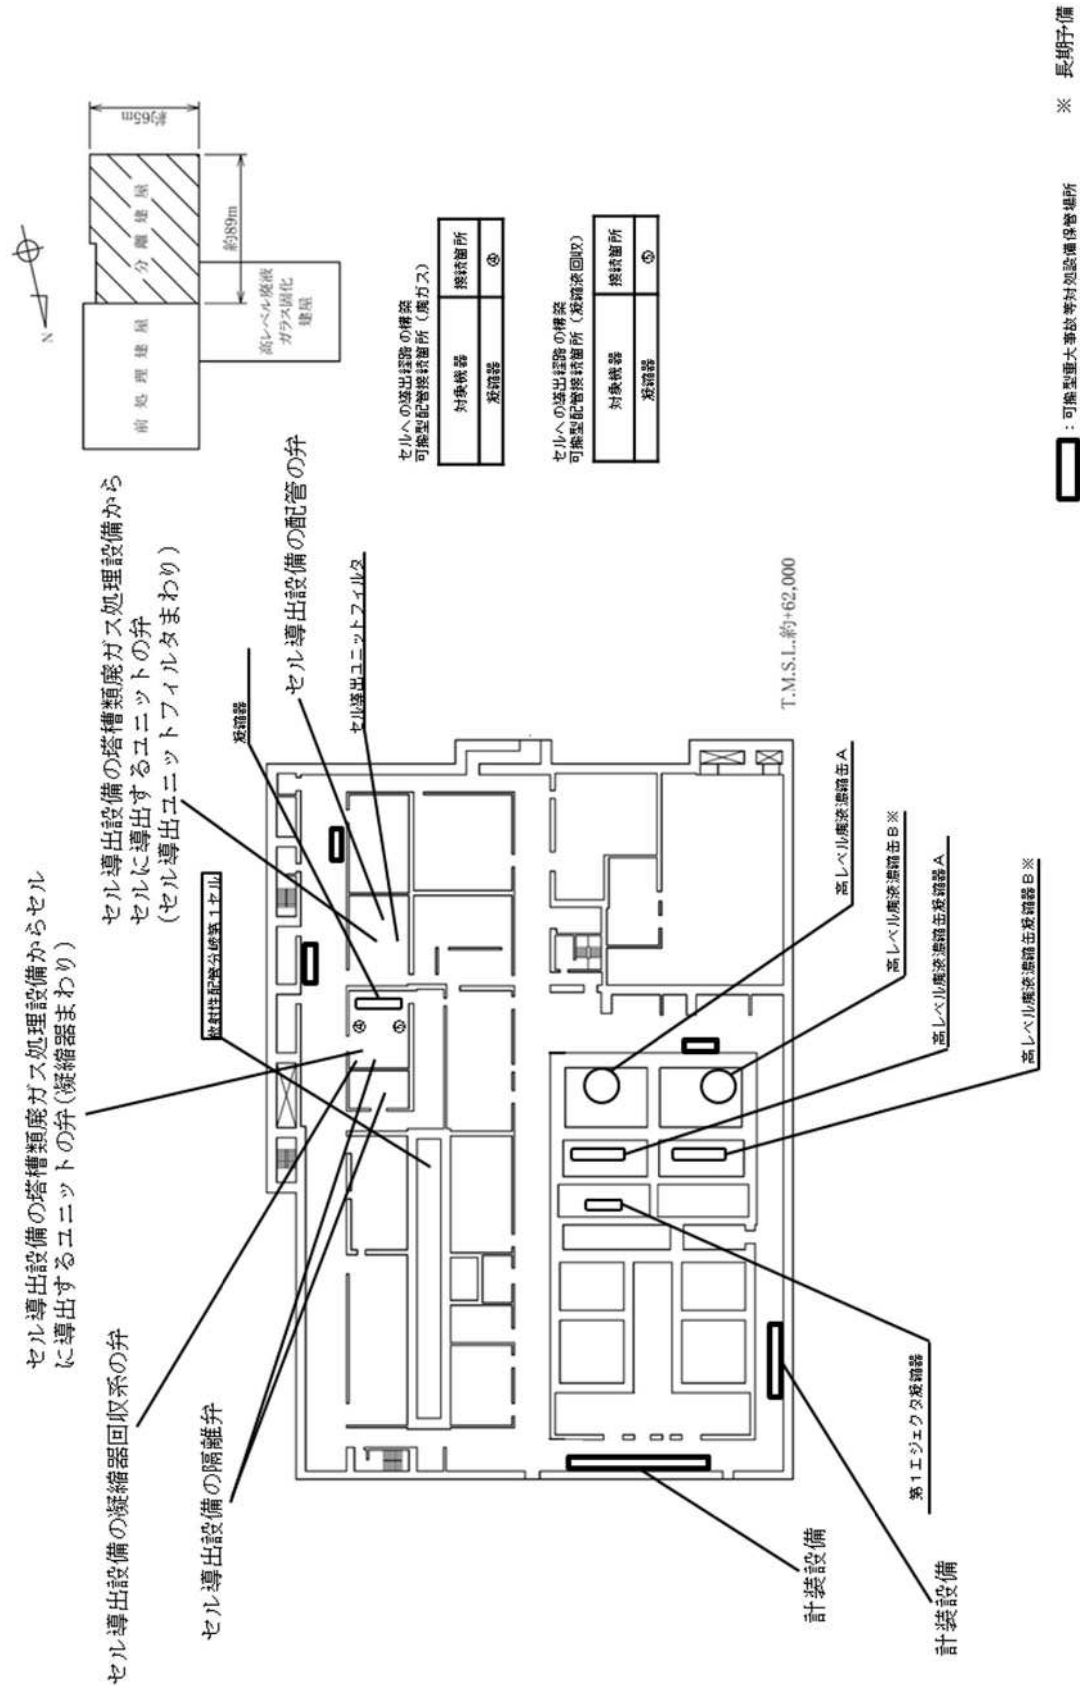 セル導出設備の塔槽類廃ガス処理設備からセル
に導出するユニットの弁(凝縮器まわり)
セル導出設備の塔槽類廃ガス処理設備から
セルに導出するユニットの弁
(セル導出ユニットフィルタまわり)
セル導出設備の凝縮器回収系の弁
セル導出設備の隔離弁
放射性配管分岐第1セル
凝縮器
セル導出設備の配管の弁
セル導出ユニットフィルタ
N
前処理建屋
分離建屋
高レベル廃液
ガラス固化
建屋
約65m
約89m
セルへの導出経路の構築
可搬型配管接続箇所(廃ガス)
対象機器
接続箇所
凝縮器
Ⓐ
セルへの導出経路の構築
可搬型配管接続箇所(凝縮液回収)
対象機器
接続箇所
凝縮器
T.M.S.L.約+62,000
高レベル廃液濃縮缶A
高レベル廃液濃縮缶B※
高レベル廃液濃縮缶凝縮器A
高レベル廃液濃縮缶凝縮器B※
第1エジェクタ凝縮器
計装設備
計装設備
:可搬型重大事故等対処設備保管場所
※ 長期予備